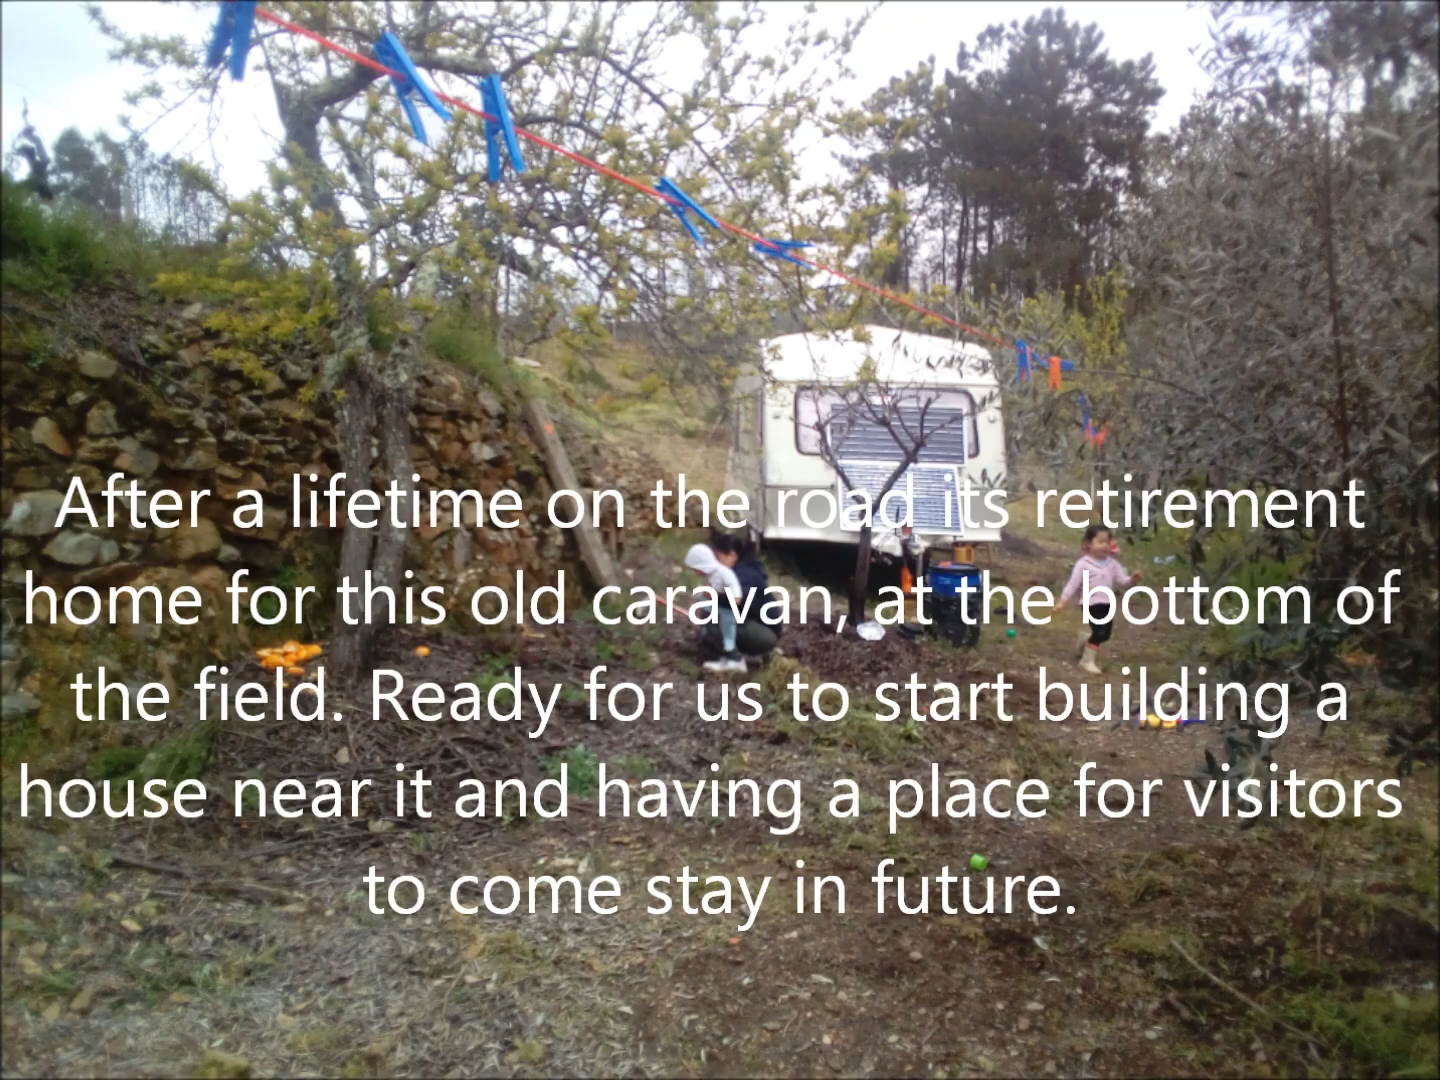 After a lifetime on the road its retirement
home for this old caravan, at the bottom of
the field. Ready for us to start building a
house near it and having a place for visitors
to come stay in future.